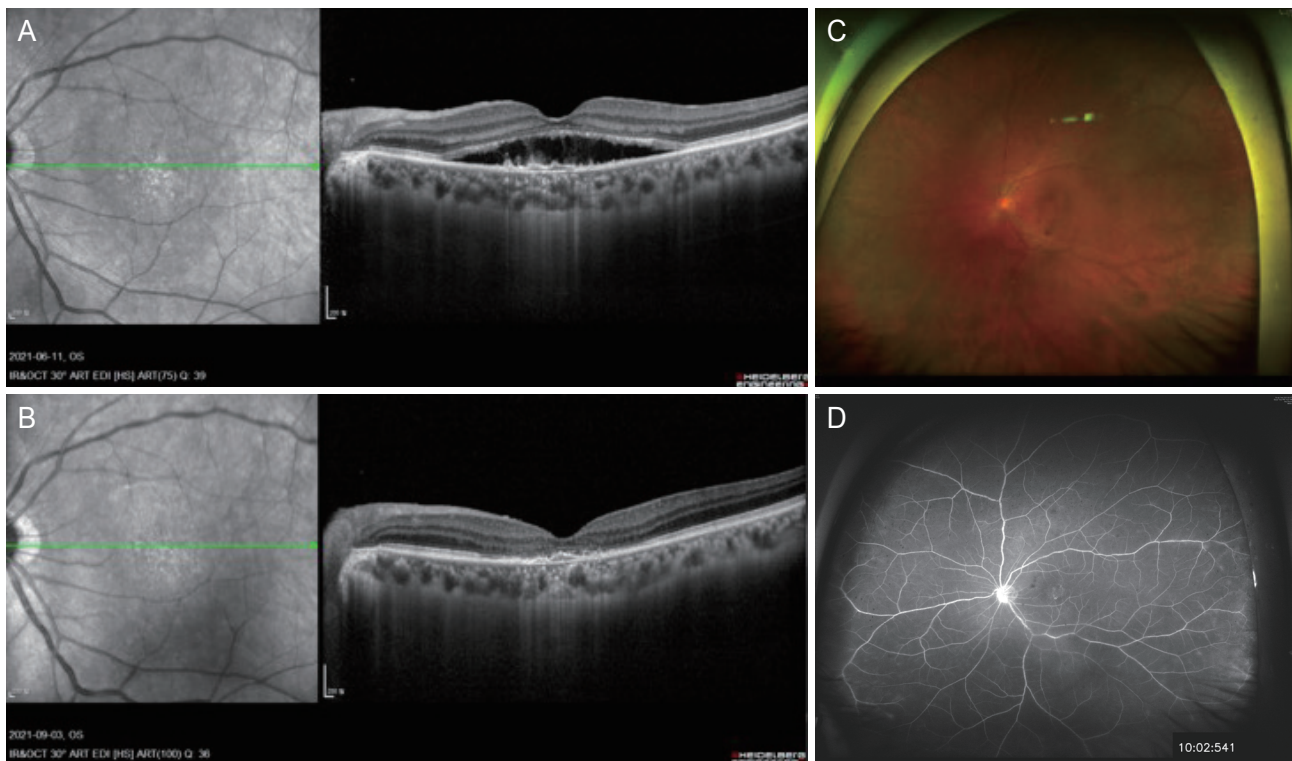 A
2021-06-11, OS
IR&OCT 30° ART EDI [HS] ART(75) Q: 39
HEIDELBERG
ENGINEERING
B
2021-09-03, OS
IR&OCT 30° ART EDI [HS] ART(100) Q: 36
HEIDELBERG
ENGINEERING
C
D
10:02:541